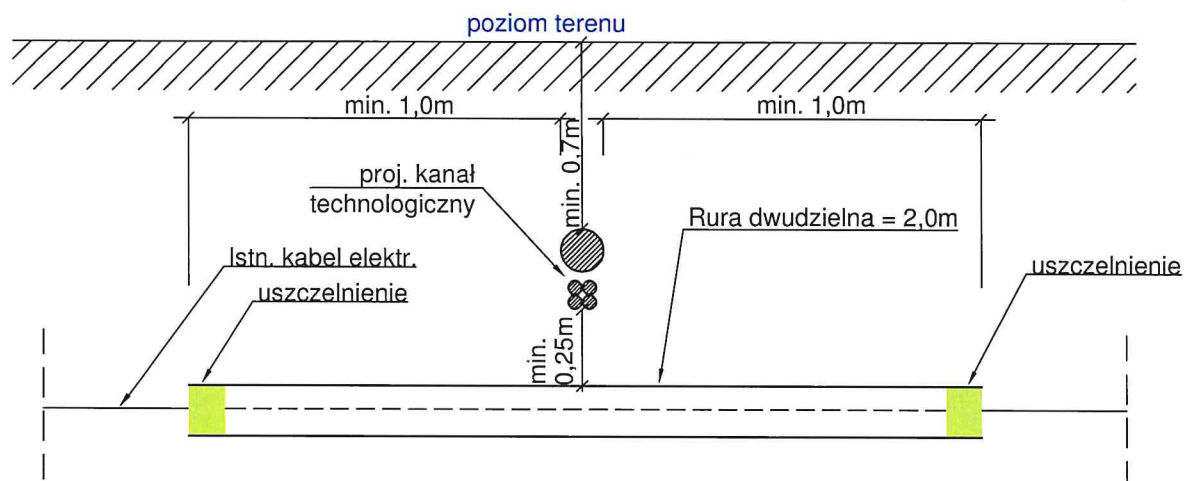 poziom terenu
min. 1,0m
min. 1,0m
min. 0,7m
proj. kanał
technologiczny
Rura dwudzielna = 2,0m
Istn. kabel elektr.
uszczelnienie
uszczelnienie
min.
0,25m